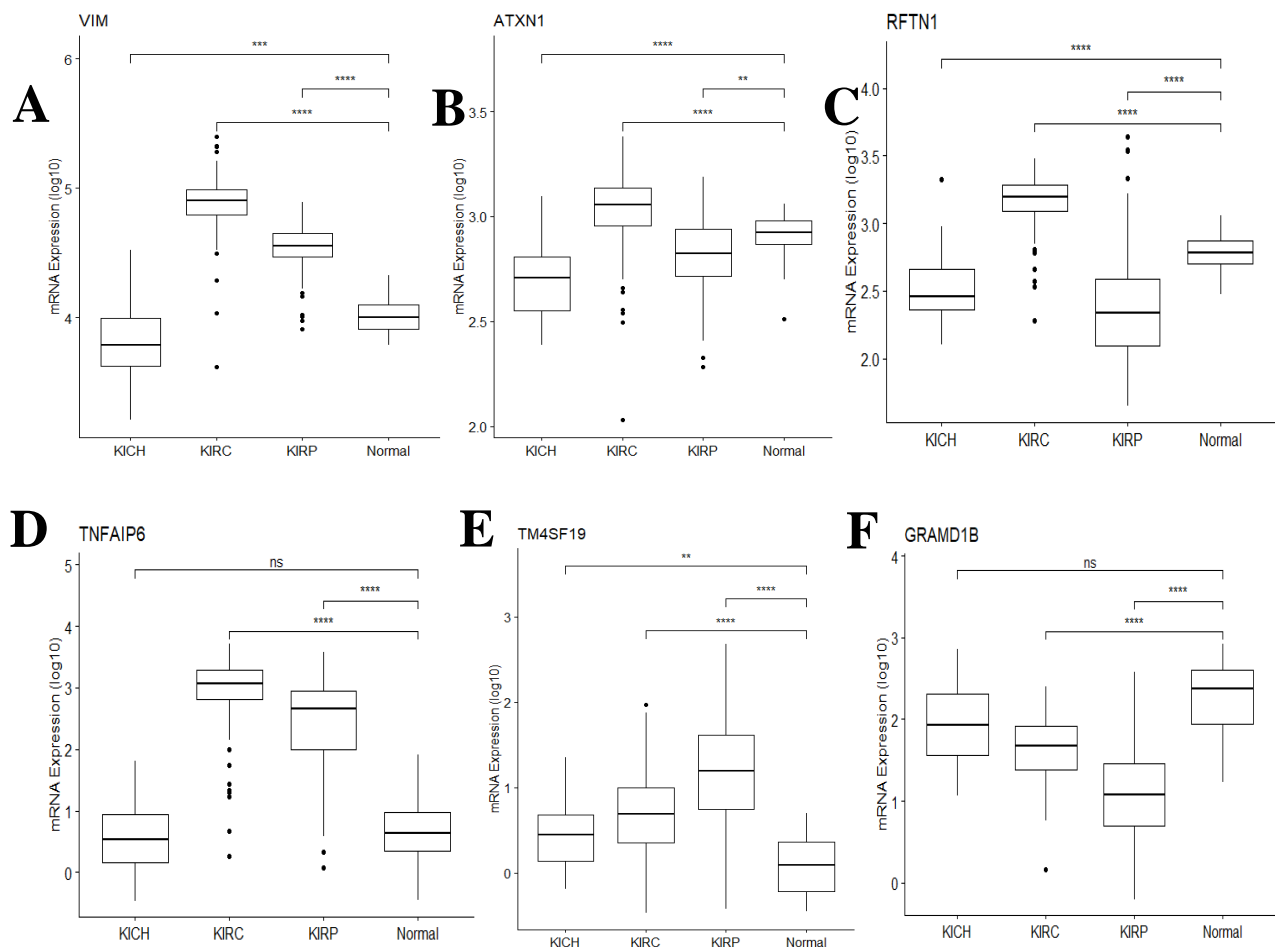 VIM
A
mRNA Expression (log10)
6
5
4
***
****
****
KICH KIRC KIRP Normal
ATXN1
B
mRNA Expression (log10)
3.5
3.0
2.5
2.0
****
**
****
KICH KIRC KIRP Normal
RFTN1
C
mRNA Expression (log10)
4.0
3.5
3.0
2.5
2.0
****
****
****
KICH KIRC KIRP Normal
D
TNFAIP6
mRNA Expression (log10)
5
4
3
2
1
0
ns
****
****
KICH KIRC KIRP Normal
E
TM4SF19
mRNA Expression (log10)
3
2
1
0
**
****
****
KICH KIRC KIRP Normal
F
GRAMD1B
mRNA Expression (log10)
4
3
2
1
0
ns
****
****
KICH KIRC KIRP Normal